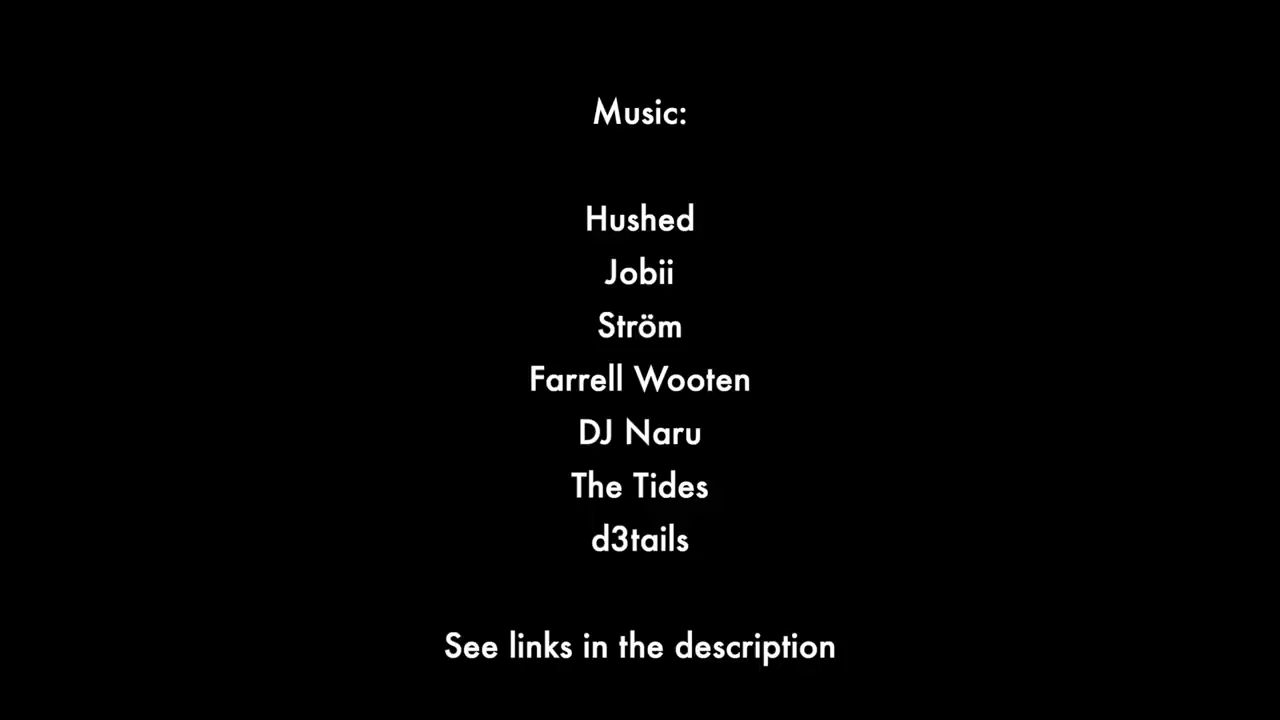 Music:
Hushed
Jobii
Ström
Farrell Wooten
DJ Naru
The Tides
d3tails
See links in the description